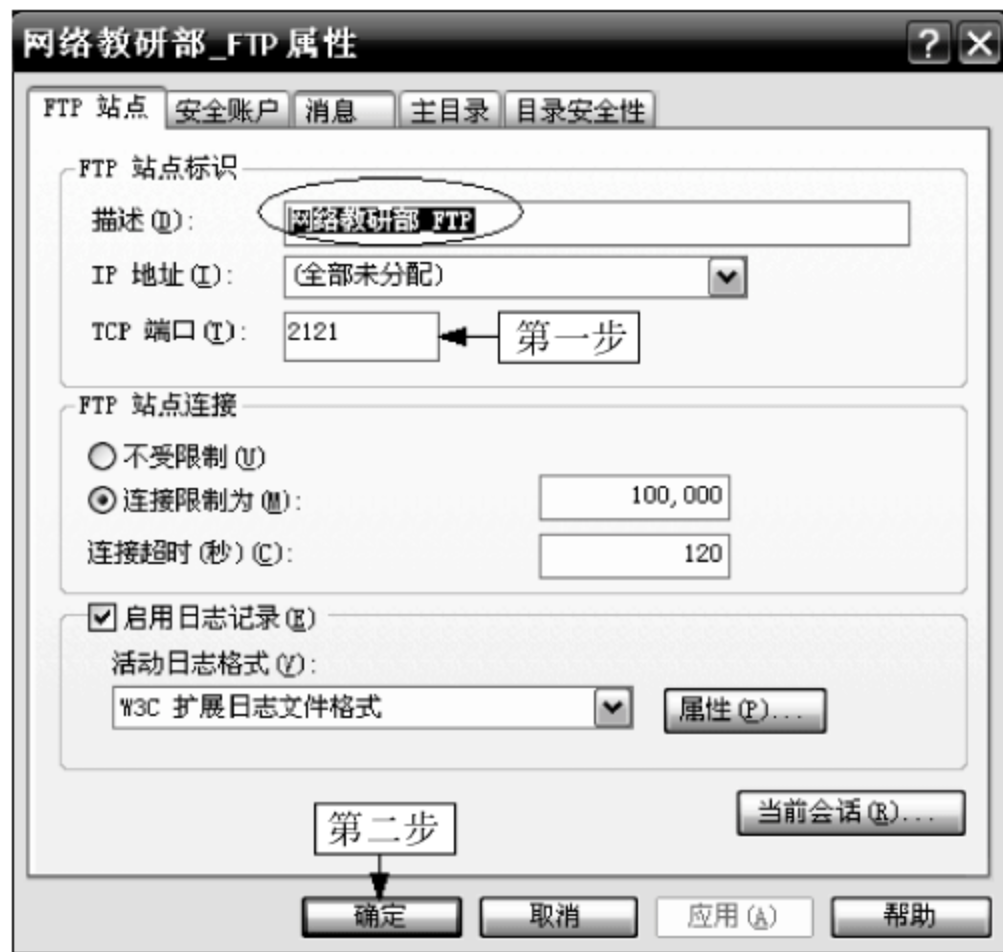 网络教研部_FTP 属性
FTP 站点 安全账户 消息 主目录 目录安全性
FTP 站点标识
描述(D): 网络教研部_FTP
IP 地址(I): (全部未分配)
TCP 端口(T): 2121 第一步
FTP 站点连接
不受限制(U)
连接限制为(M): 100,000
连接超时(秒)(C): 120
启用日志记录(E)
活动日志格式(V):
W3C 扩展日志文件格式 属性(P)...
当前会话(R)...
第二步
确定 取消 应用(A) 帮助